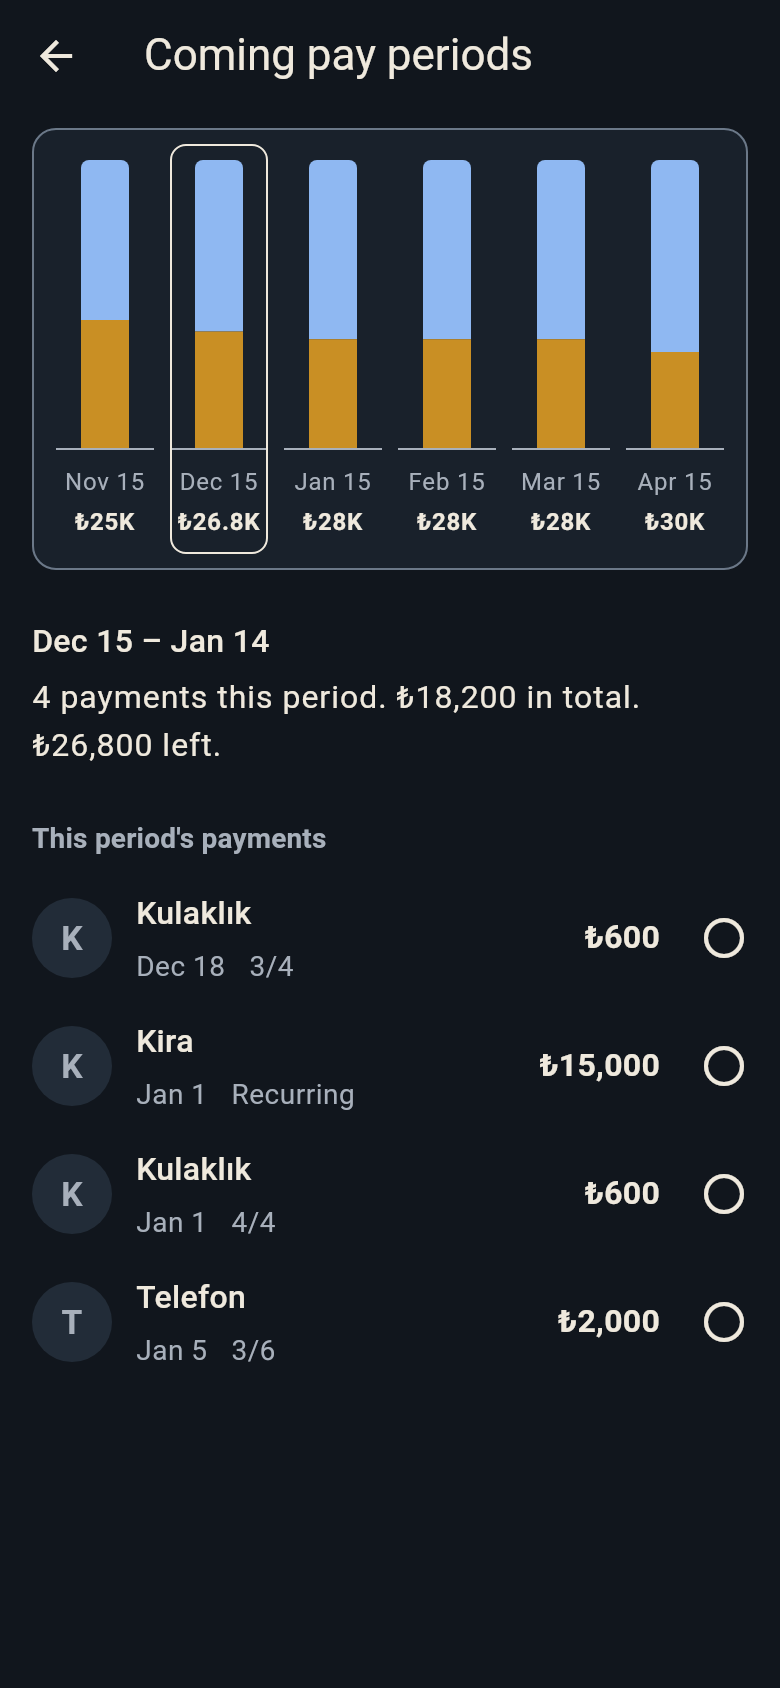 Coming pay periods
Nov 15 Dec 15 Jan 15 Feb 15 Mar 15 Apr 15
₺25K ₺26.8K ₺28K ₺28K ₺28K ₺30K
Dec 15 – Jan 14
4 payments this period. ₺18,200 in total.
₺26,800 left.
This period's payments
K
Kulaklık
Dec 18 3/4
₺600
K
Kira
Jan 1 Recurring
₺15,000
K
Kulaklık
Jan 1 4/4
₺600
T
Telefon
Jan 5 3/6
₺2,000